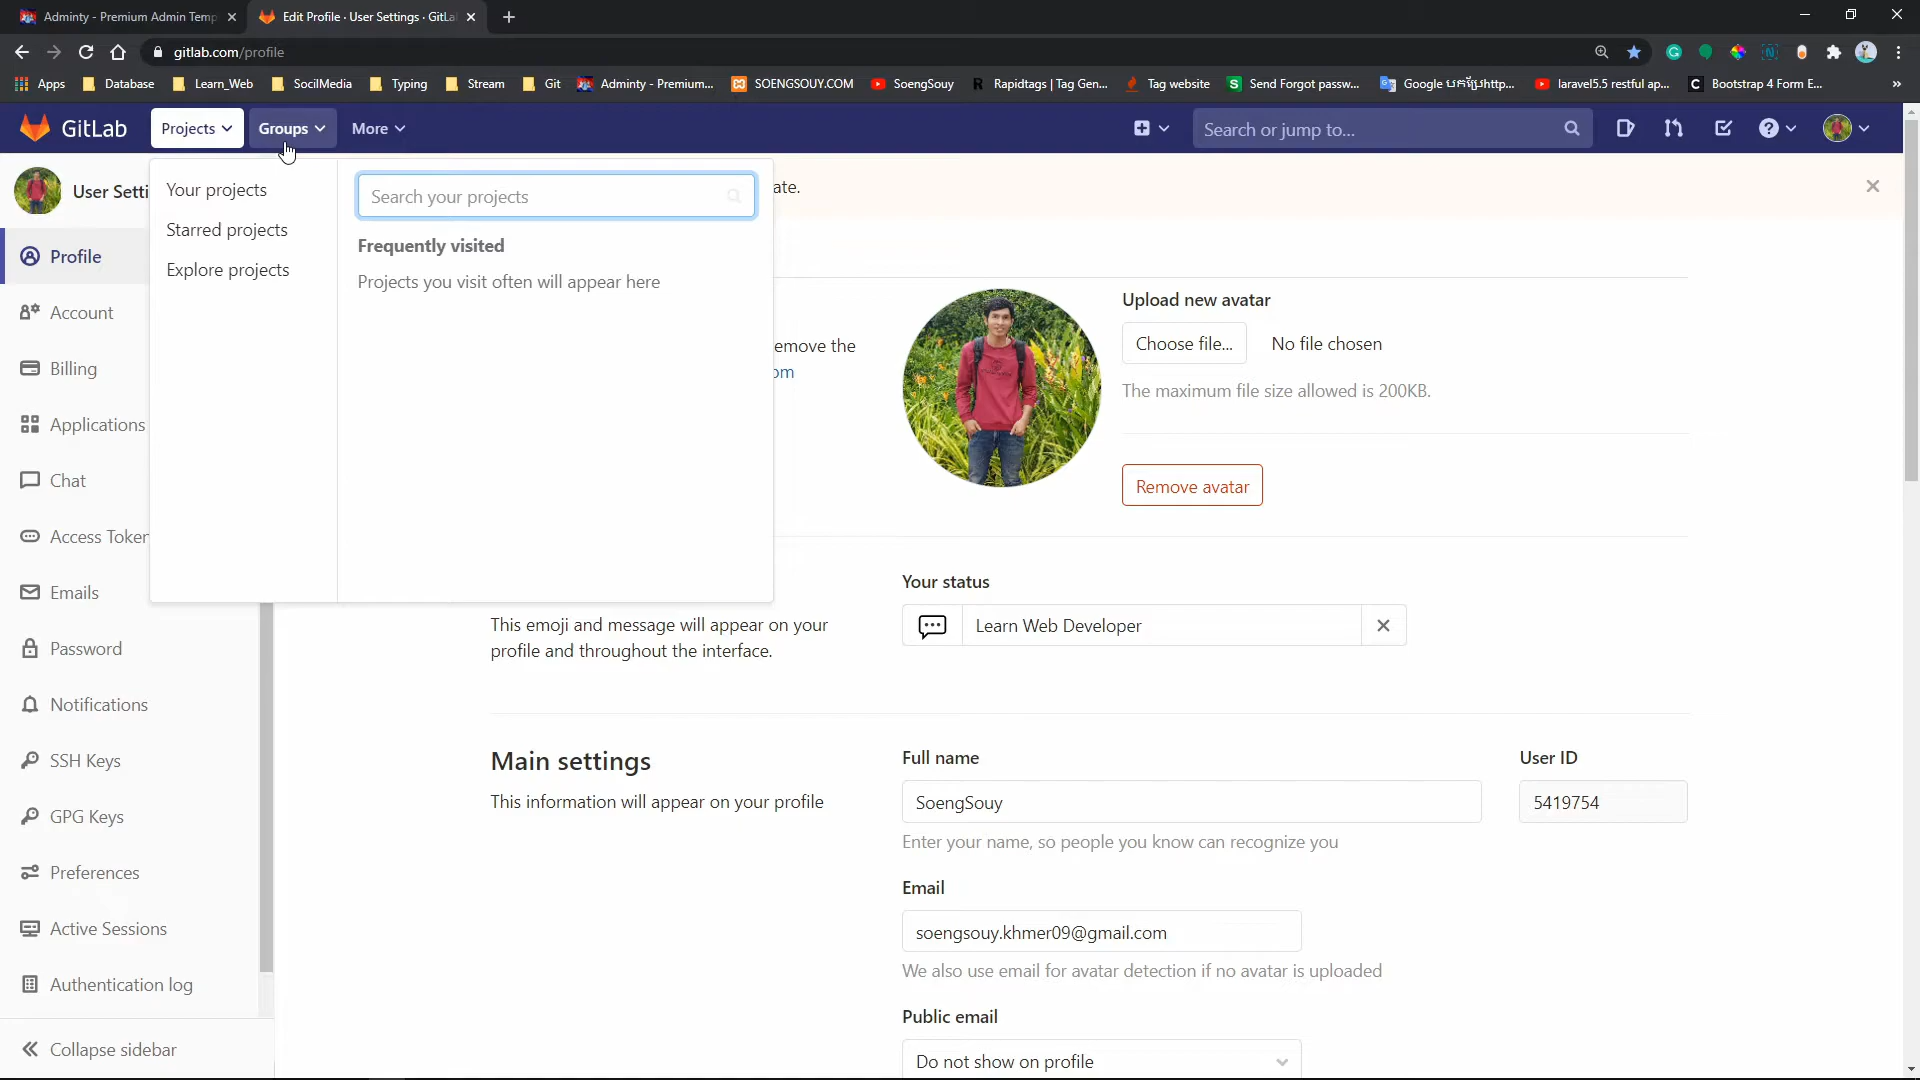 Adminty - Premium Admin Temp
Edit Profile · User Settings · GitLa
gitlab.com/profile
Apps
Database
Learn_Web
SocilMedia
Typing
Stream
Git
Adminty - Premium...
SOENGSOUY.COM
SoengSouy
Rapidtags | Tag Gen...
Tag website
Send Forgot passw...
laravel5.5 restful ap...
Bootstrap 4 Form E...
GitLab
Projects
Groups
More
Search or jump to...
User Setti
Your projects
Starred projects
Explore projects
Search your projects
Frequently visited
Projects you visit often will appear here
ate.
Profile
Account
Billing
Applications
Chat
Access Token
Emails
Password
Notifications
SSH Keys
GPG Keys
Preferences
Active Sessions
Authentication log
Collapse sidebar
emove the
om
Upload new avatar
Choose file...
No file chosen
The maximum file size allowed is 200KB.
Remove avatar
This emoji and message will appear on your
profile and throughout the interface.
Your status
Learn Web Developer
Main settings
This information will appear on your profile
Full name
SoengSouy
Enter your name, so people you know can recognize you
User ID
5419754
Email
soengsouy.khmer09@gmail.com
We also use email for avatar detection if no avatar is uploaded
Public email
Do not show on profile